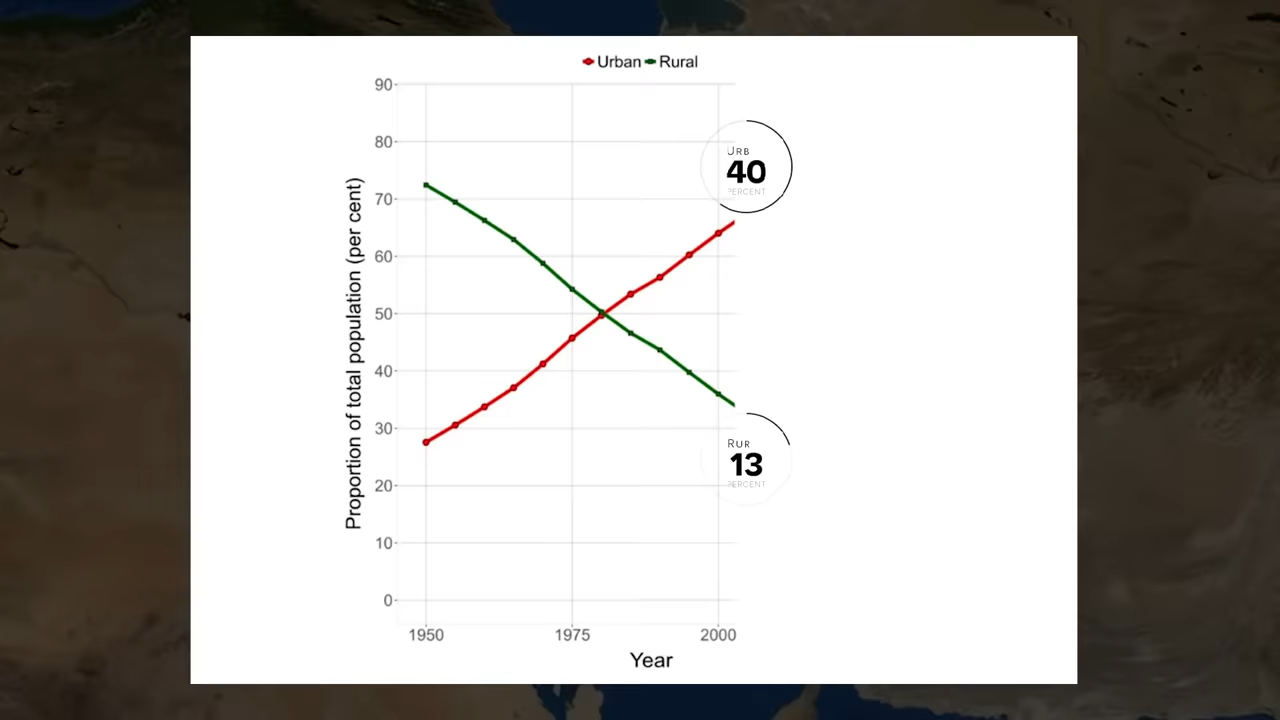 Urban Rural
90
80
70
60
50
40
30
20
10
0
Proportion of total population (per cent)
URB
40
PERCENT
RUR
13
PERCENT
1950 1975 2000
Year